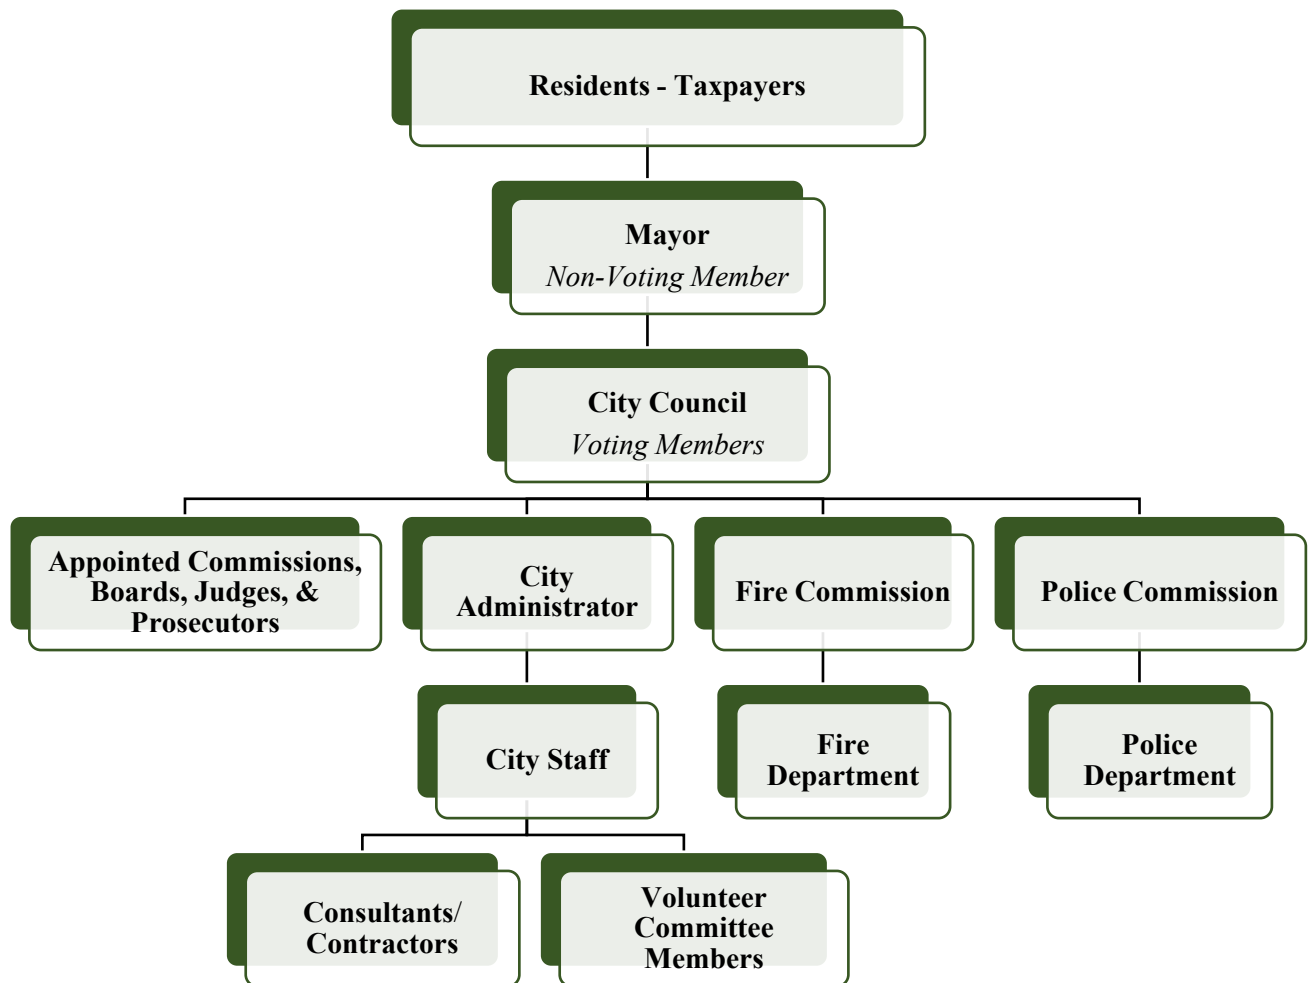 Residents - Taxpayers
Mayor
Non-Voting Member
City Council
Voting Members
Appointed Commissions,
Boards, Judges, &
Prosecutors
City
Administrator
Fire Commission
Police Commission
City Staff
Fire
Department
Police
Department
Consultants/
Contractors
Volunteer
Committee
Members